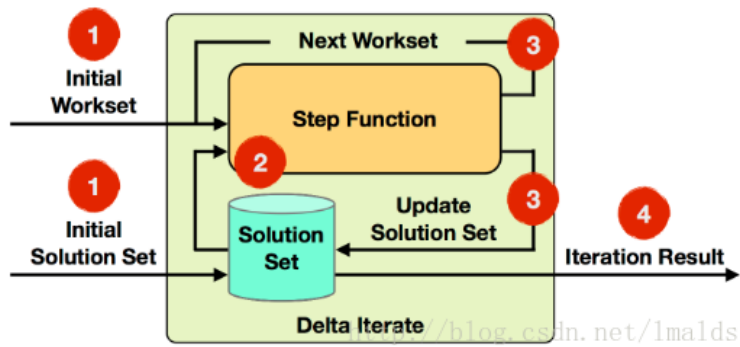 1
Initial
Workset
Next Workset
3
Step Function
2
1
Initial
Solution Set
Solution
Set
Update
Solution Set
3
4
Iteration Result
Delta Iterate
http://blog.csdn.net/lmalds